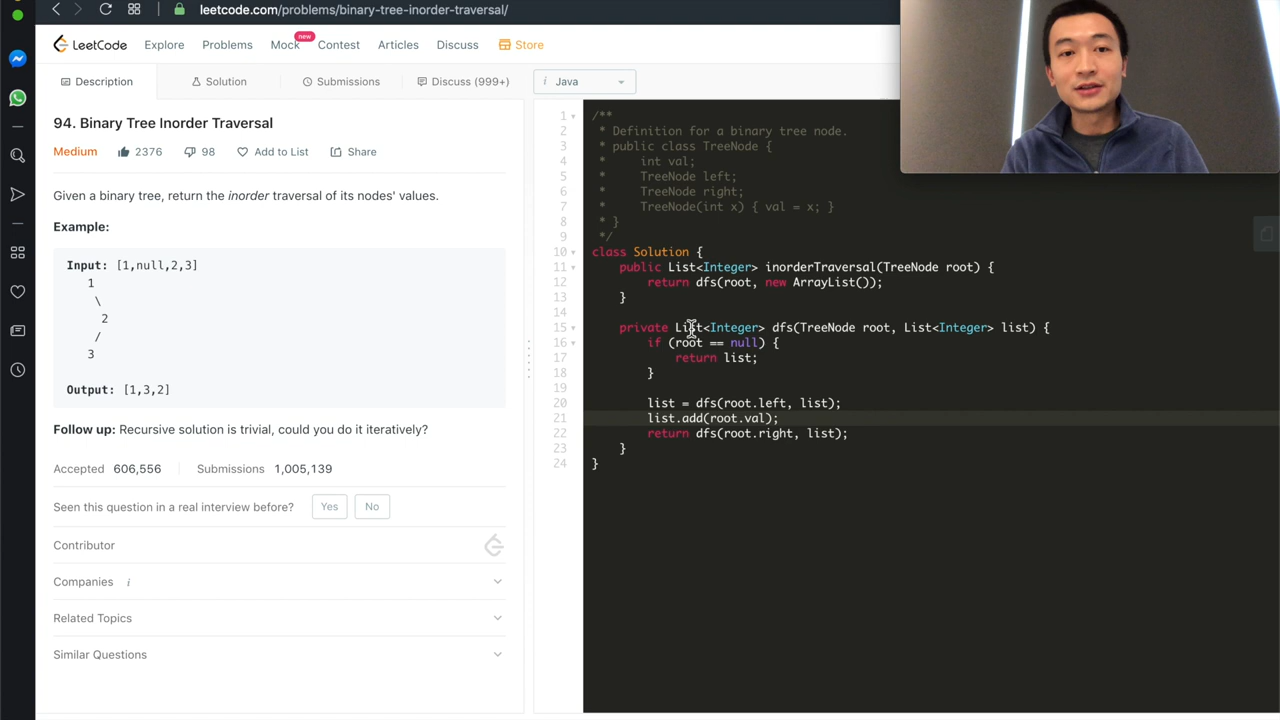 leetcode.com/problems/binary-tree-inorder-traversal/
LeetCode Explore Problems Mock new Contest Articles Discuss Store
Description Solution Submissions Discuss (999+) i Java
94. Binary Tree Inorder Traversal
Medium 2376 98 Add to List Share
Given a binary tree, return the inorder traversal of its nodes' values.
Example:
Input: [1,null,2,3]
1
\
2
/
3
Output: [1,3,2]
Follow up: Recursive solution is trivial, could you do it iteratively?
Accepted 606,556 Submissions 1,005,139
Seen this question in a real interview before? Yes No
Contributor
Companies i
Related Topics
Similar Questions
1 /**
2 * Definition for a binary tree node.
3 * public class TreeNode {
4 *     int val;
5 *     TreeNode left;
6 *     TreeNode right;
7 *     TreeNode(int x) { val = x; }
8 * }
9 */
10 class Solution {
11     public List<Integer> inorderTraversal(TreeNode root) {
12         return dfs(root, new ArrayList());
13     }
14
15     private List<Integer> dfs(TreeNode root, List<Integer> list) {
16         if (root == null) {
17             return list;
18         }
19
20         list = dfs(root.left, list);
21         list.add(root.val);
22         return dfs(root.right, list);
23     }
24 }